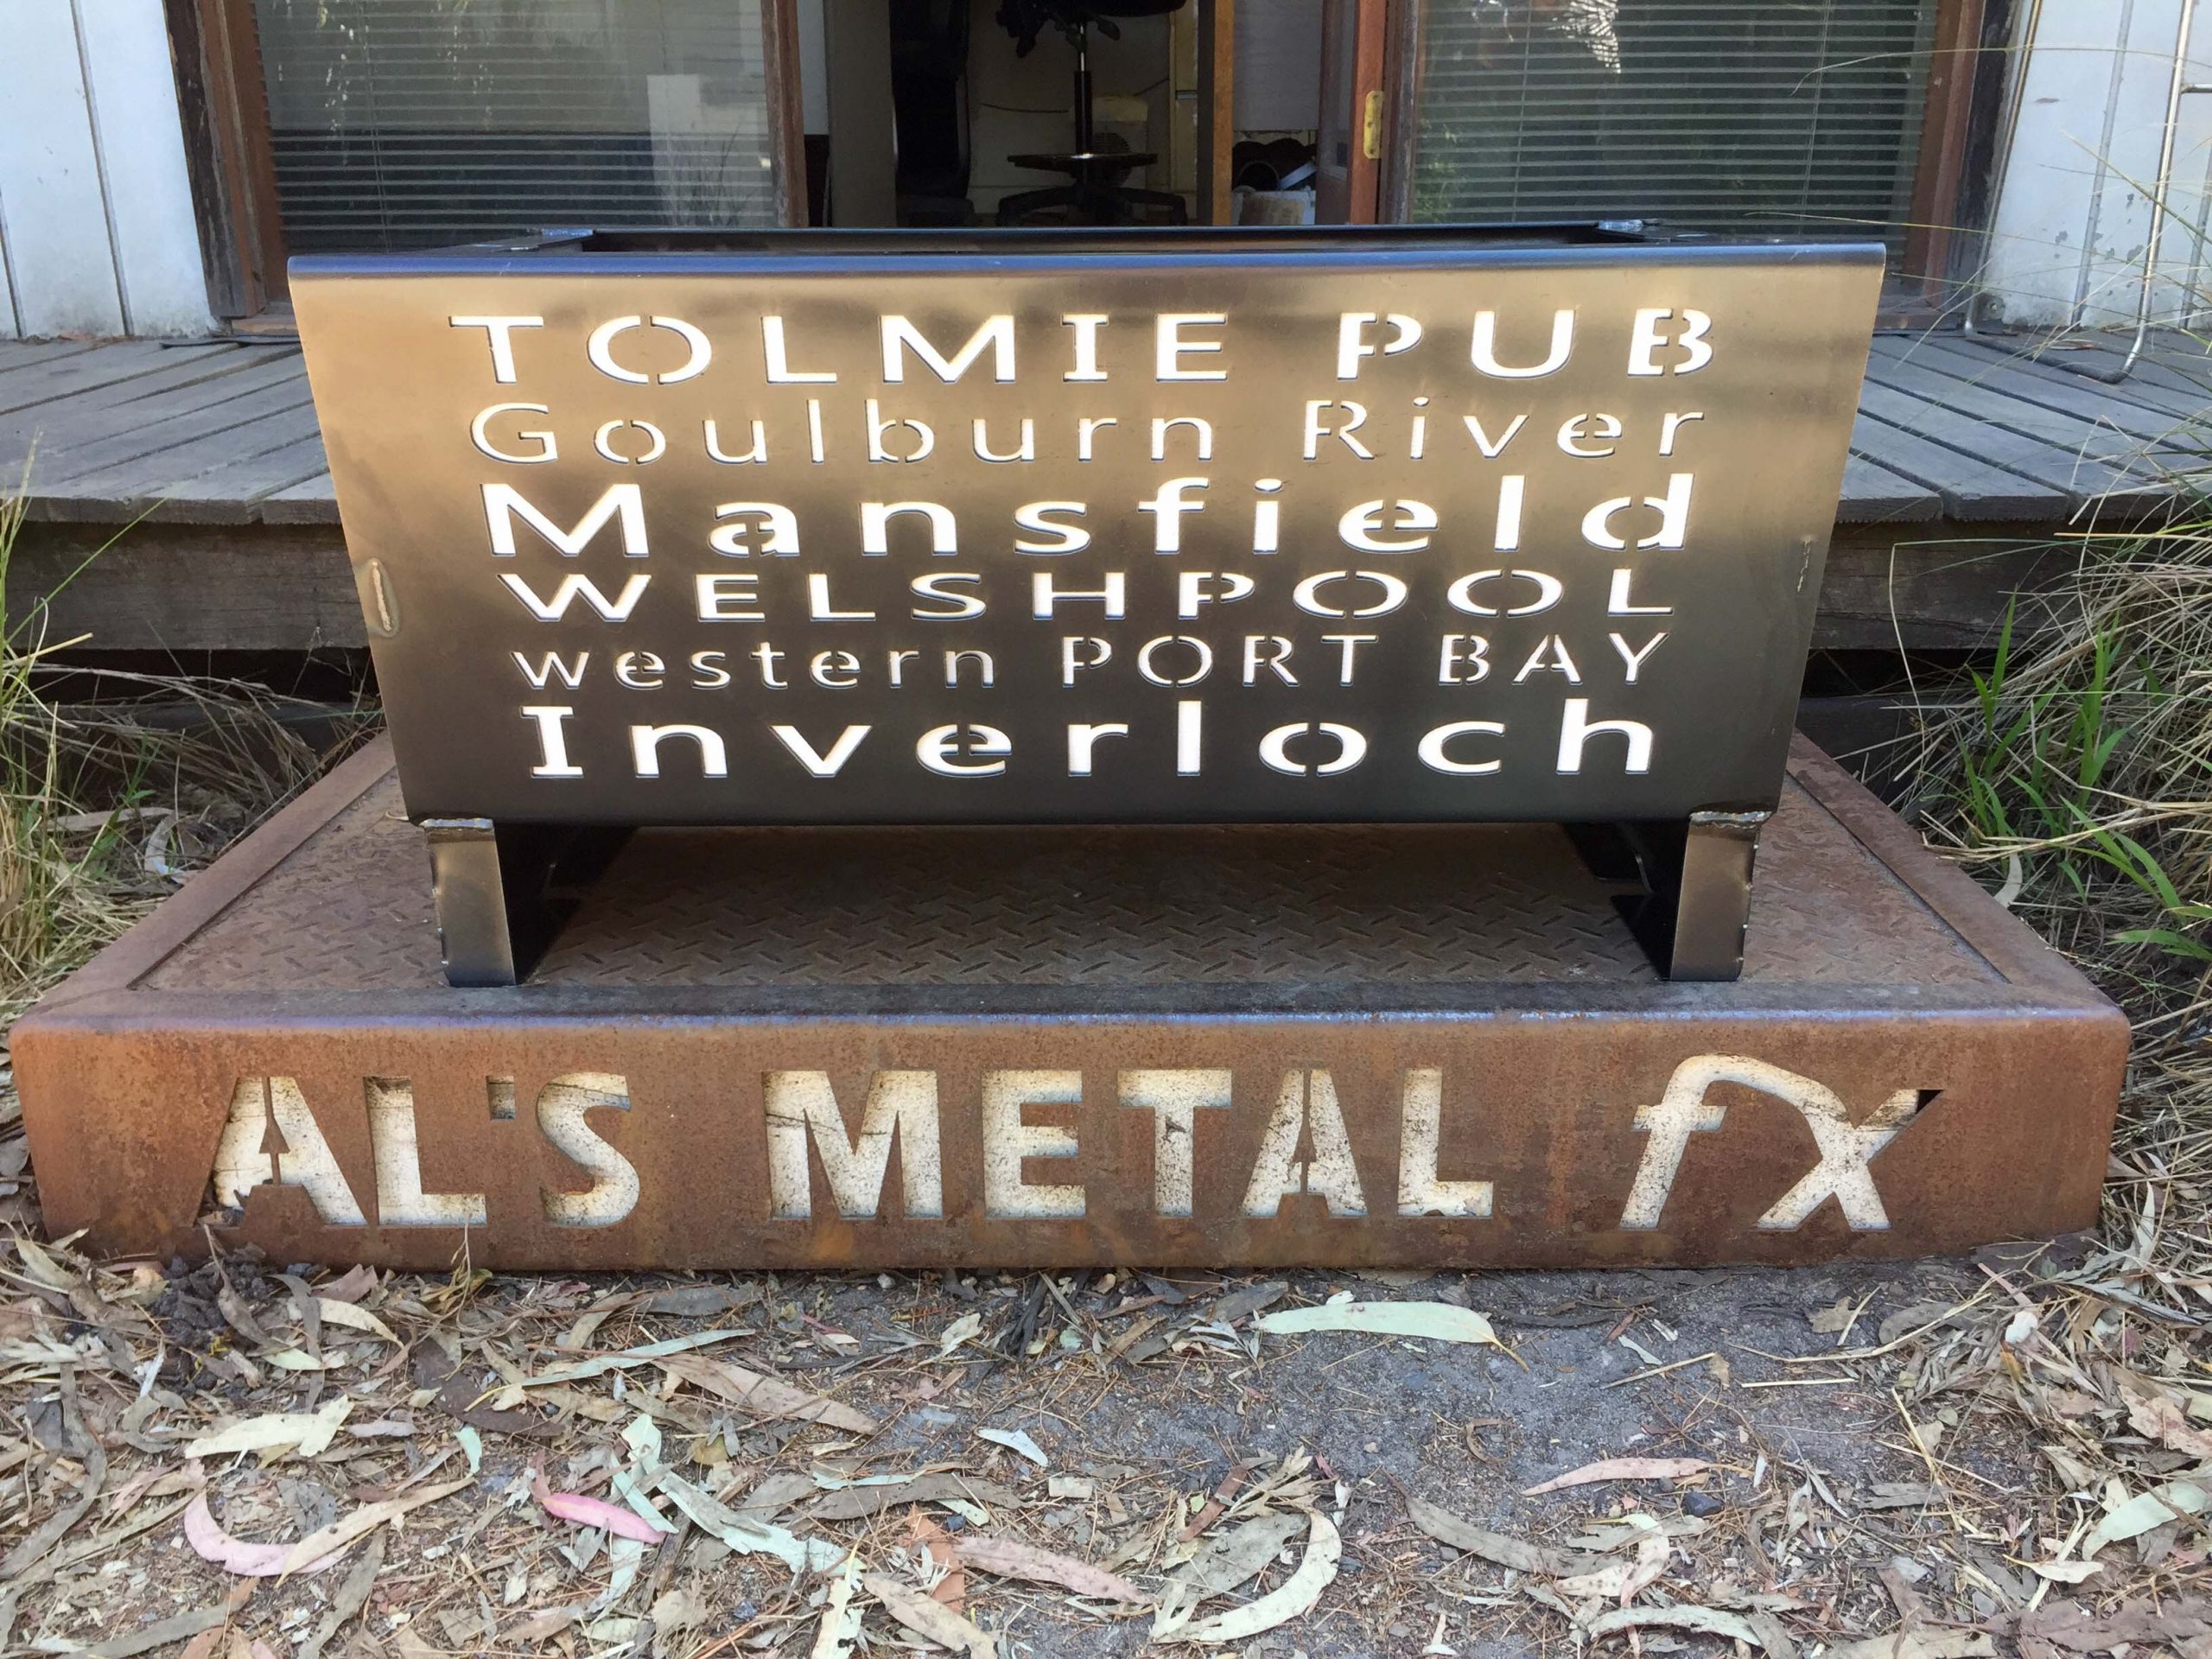 TOLMIE PUB
Goulburn River
Mansfield
WELSHPOOL
western PORT BAY
Inverloch
AL'S METAL fx